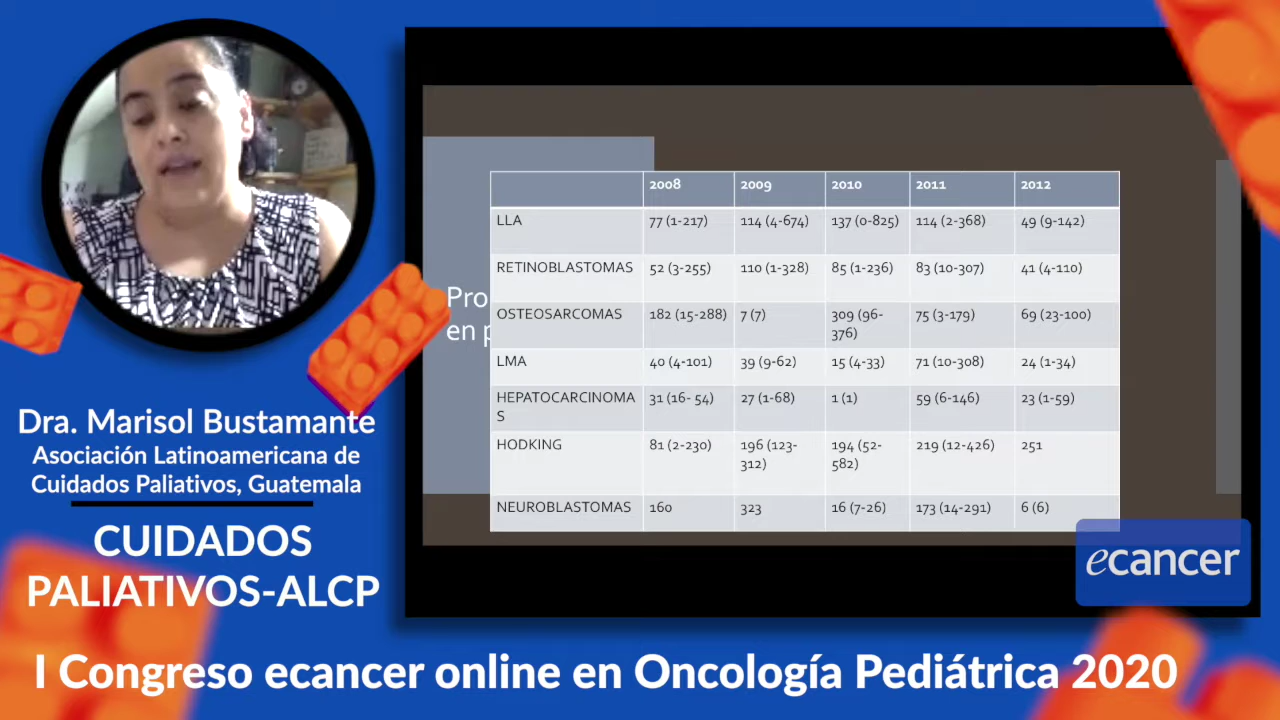 Pro
en p
2008 2009 2010 2011 2012
LLA 77 (1-217) 114 (4-674) 137 (0-825) 114 (2-368) 49 (9-142)
RETINOBLASTOMAS 52 (3-255) 110 (1-328) 85 (1-236) 83 (10-307) 41 (4-110)
OSTEOSARCOMAS 182 (15-288) 7 (7) 309 (96-
376) 75 (3-179) 69 (23-100)
LMA 40 (4-101) 39 (9-62) 15 (4-33) 71 (10-308) 24 (1-34)
HEPATOCARCINOMA
S 31 (16- 54) 27 (1-68) 1 (1) 59 (6-146) 23 (1-59)
HODKING 81 (2-230) 196 (123-
312) 194 (52-
582) 219 (12-426) 251
NEUROBLASTOMAS 160 323 16 (7-26) 173 (14-291) 6 (6)
Dra. Marisol Bustamante
Asociación Latinoamericana de
Cuidados Paliativos, Guatemala
CUIDADOS
PALIATIVOS-ALCP
ecancer
I Congreso ecancer online en Oncología Pediátrica 2020